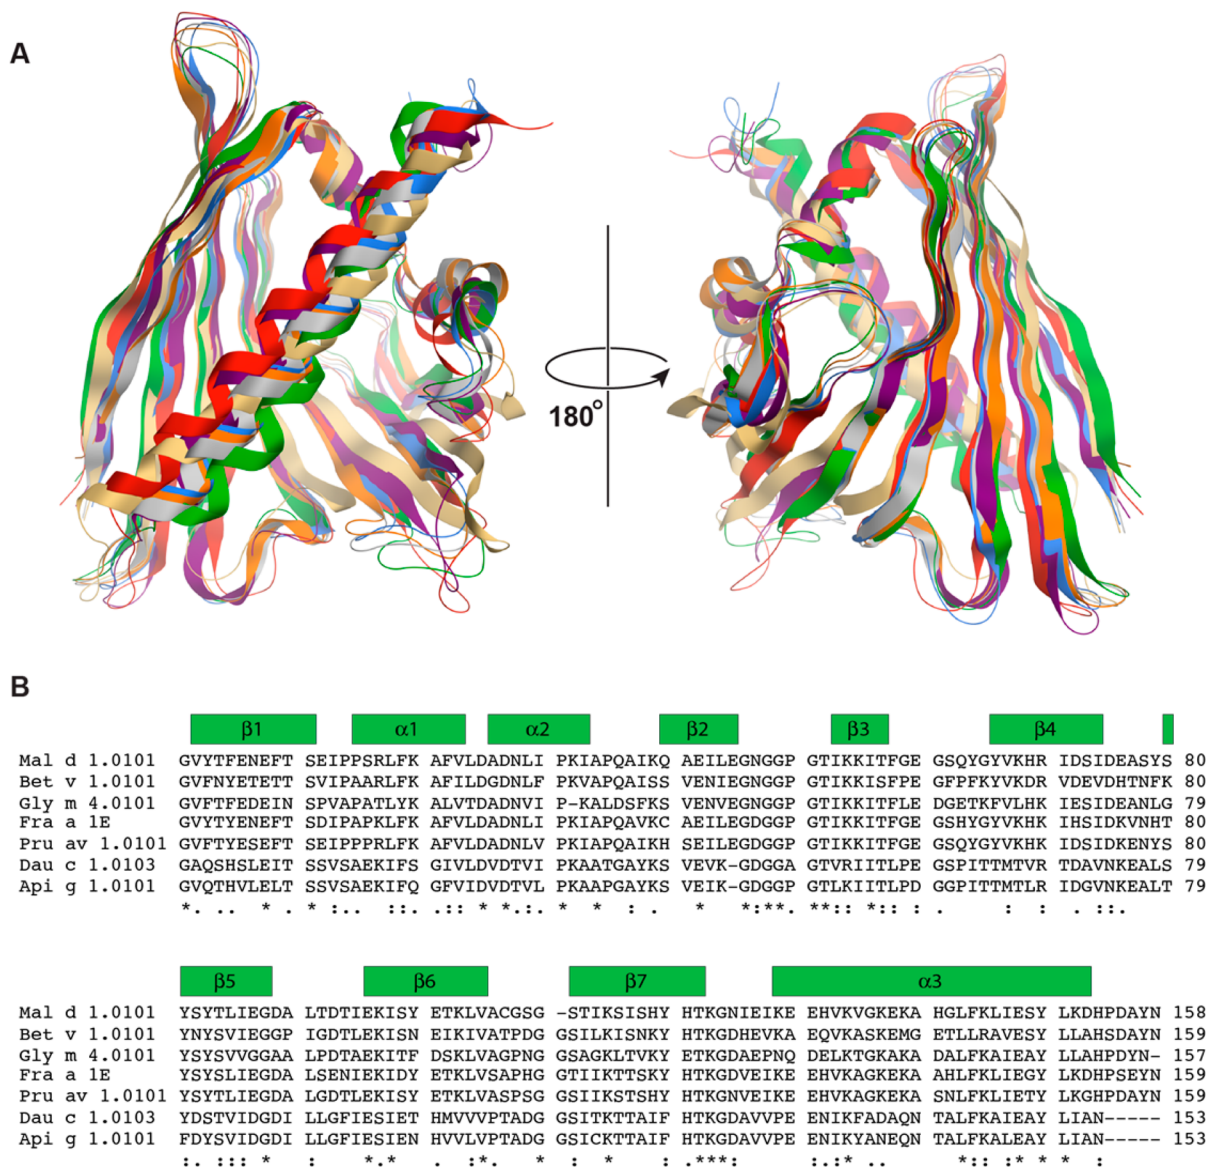 A
180°
B
β1 α1 α2 β2 β3 β4
Mal d 1.0101 GVYTFENEFT SEIPPSRLFK AFVLDADNLI PKIAPQAIKQ AEILEGNGGP GTIKKITFGE GSQYGYVKHR IDSIDEASYS 80
Bet v 1.0101 GVFNYETETT SVIPAARLFK AFILDGDNLF PKVAPQAISS VENIEGNGGP GTIKKISFPE GFPFKYVKDR VDEVDHTNFK 80
Gly m 4.0101 GVFTFEDEIN SPVAPATLYK ALVTDADNVI P-KALDSFKS VENVEGNGGP GTIKKITFLE DGETKFVLHK IESIDEANLG 79
Fra a 1E GVYTYENEFT SDIPAPKLFK AFVLDADNLI PKIAPQAVKC AEILEGDGGP GTIKKITFGE GSHYGYVKHK IHSIDKVNHT 80
Pru av 1.0101 GVFTYESEFT SEIPPPRLFK AFVLDADNLV PKIAPQAIKH SEILEGDGGP GTIKKITFGE GSQYGYVKHK IDSIDKENYS 80
Dau c 1.0103 GAQSHSLEIT SSVSAEKIFS GIVLDVDTVI PKAATGAYKS VEVK-GDGGA GTVRIITLPE GSPITTMTVR TDAVNKEALS 79
Api g 1.0101 GVQTHVLELT SSVSAEKIFQ GFVIDVDTVL PKAAPGAYKS VEIK-GDGGP GTLKIITLPD GGPITTMTLR IDGVNKEALT 79
*. .. * . * :.. ::. .:: * *.:. * * : . * *:**. **:: *:: : . : : . ::.
β5 β6 β7 α3
Mal d 1.0101 YSYTLIEGDA LTDTIEKISY ETKLVACGSG -STIKSISHY HTKGNIEIKE EHVKVGKEKA HGLFKLIESY LKDHPDAYN 158
Bet v 1.0101 YNYSVIEGGP IGDTLEKISN EIKIVATPDG GSILKINKY HTKGDHEVKA EQVKASKEMG ETLLRAVESY LLAHSDAYN 159
Gly m 4.0101 YSYSVVGGAA LPDTAEKITF DSKLVAGPNG GSAGKLTVKY ETKGDAEPNQ DELKTGKAKA DALFKAIEAY LLAHPDYN- 157
Fra a 1E YSYSLIEGDA LSENIEKIDY ETKLVSAPHG GTIIKTTSKY HTKGDVEIKE EHVKAGKEKA AHLFKLIEGY LKDHPSEYN 159
Pru av 1.0101 YSYTLIEGDA LGDTLEKISY ETKLVASPSG GSIIKSTSHY HTKGNVEIKE EHVKAGKEKA SNLFKLIETY LKGHPDAYN 159
Dau c 1.0103 YDSTVIDGDI LLGFIESIET HMVVVPTADG GSITKTTAIF HTKGDAVVPE ENIKFADAQN TALFKAIEAY LIAN----- 153
Api g 1.0101 FDYSVIDGDI LLGFIESIEN HVVLVPTADG GSICKTTAIF HTKGDAVVPE ENIKYANEQN TALFKALEAY LIAN----- 153
:. ::: * : *.* . :*. * : * : .***: :.:* .. *:: :* * * :